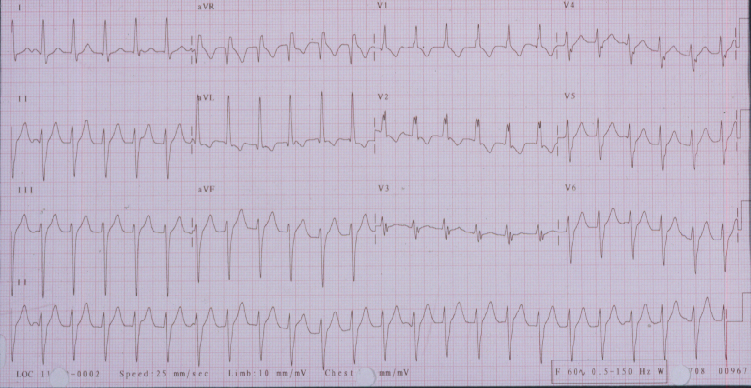 I aVR V1 V4
II aVL V2 V5
III aVF V3 V6
II
Speed:25 mm/sec Limb:10 mm/mV Chest mm/mV F 60~ 0.5-150 Hz W 00967